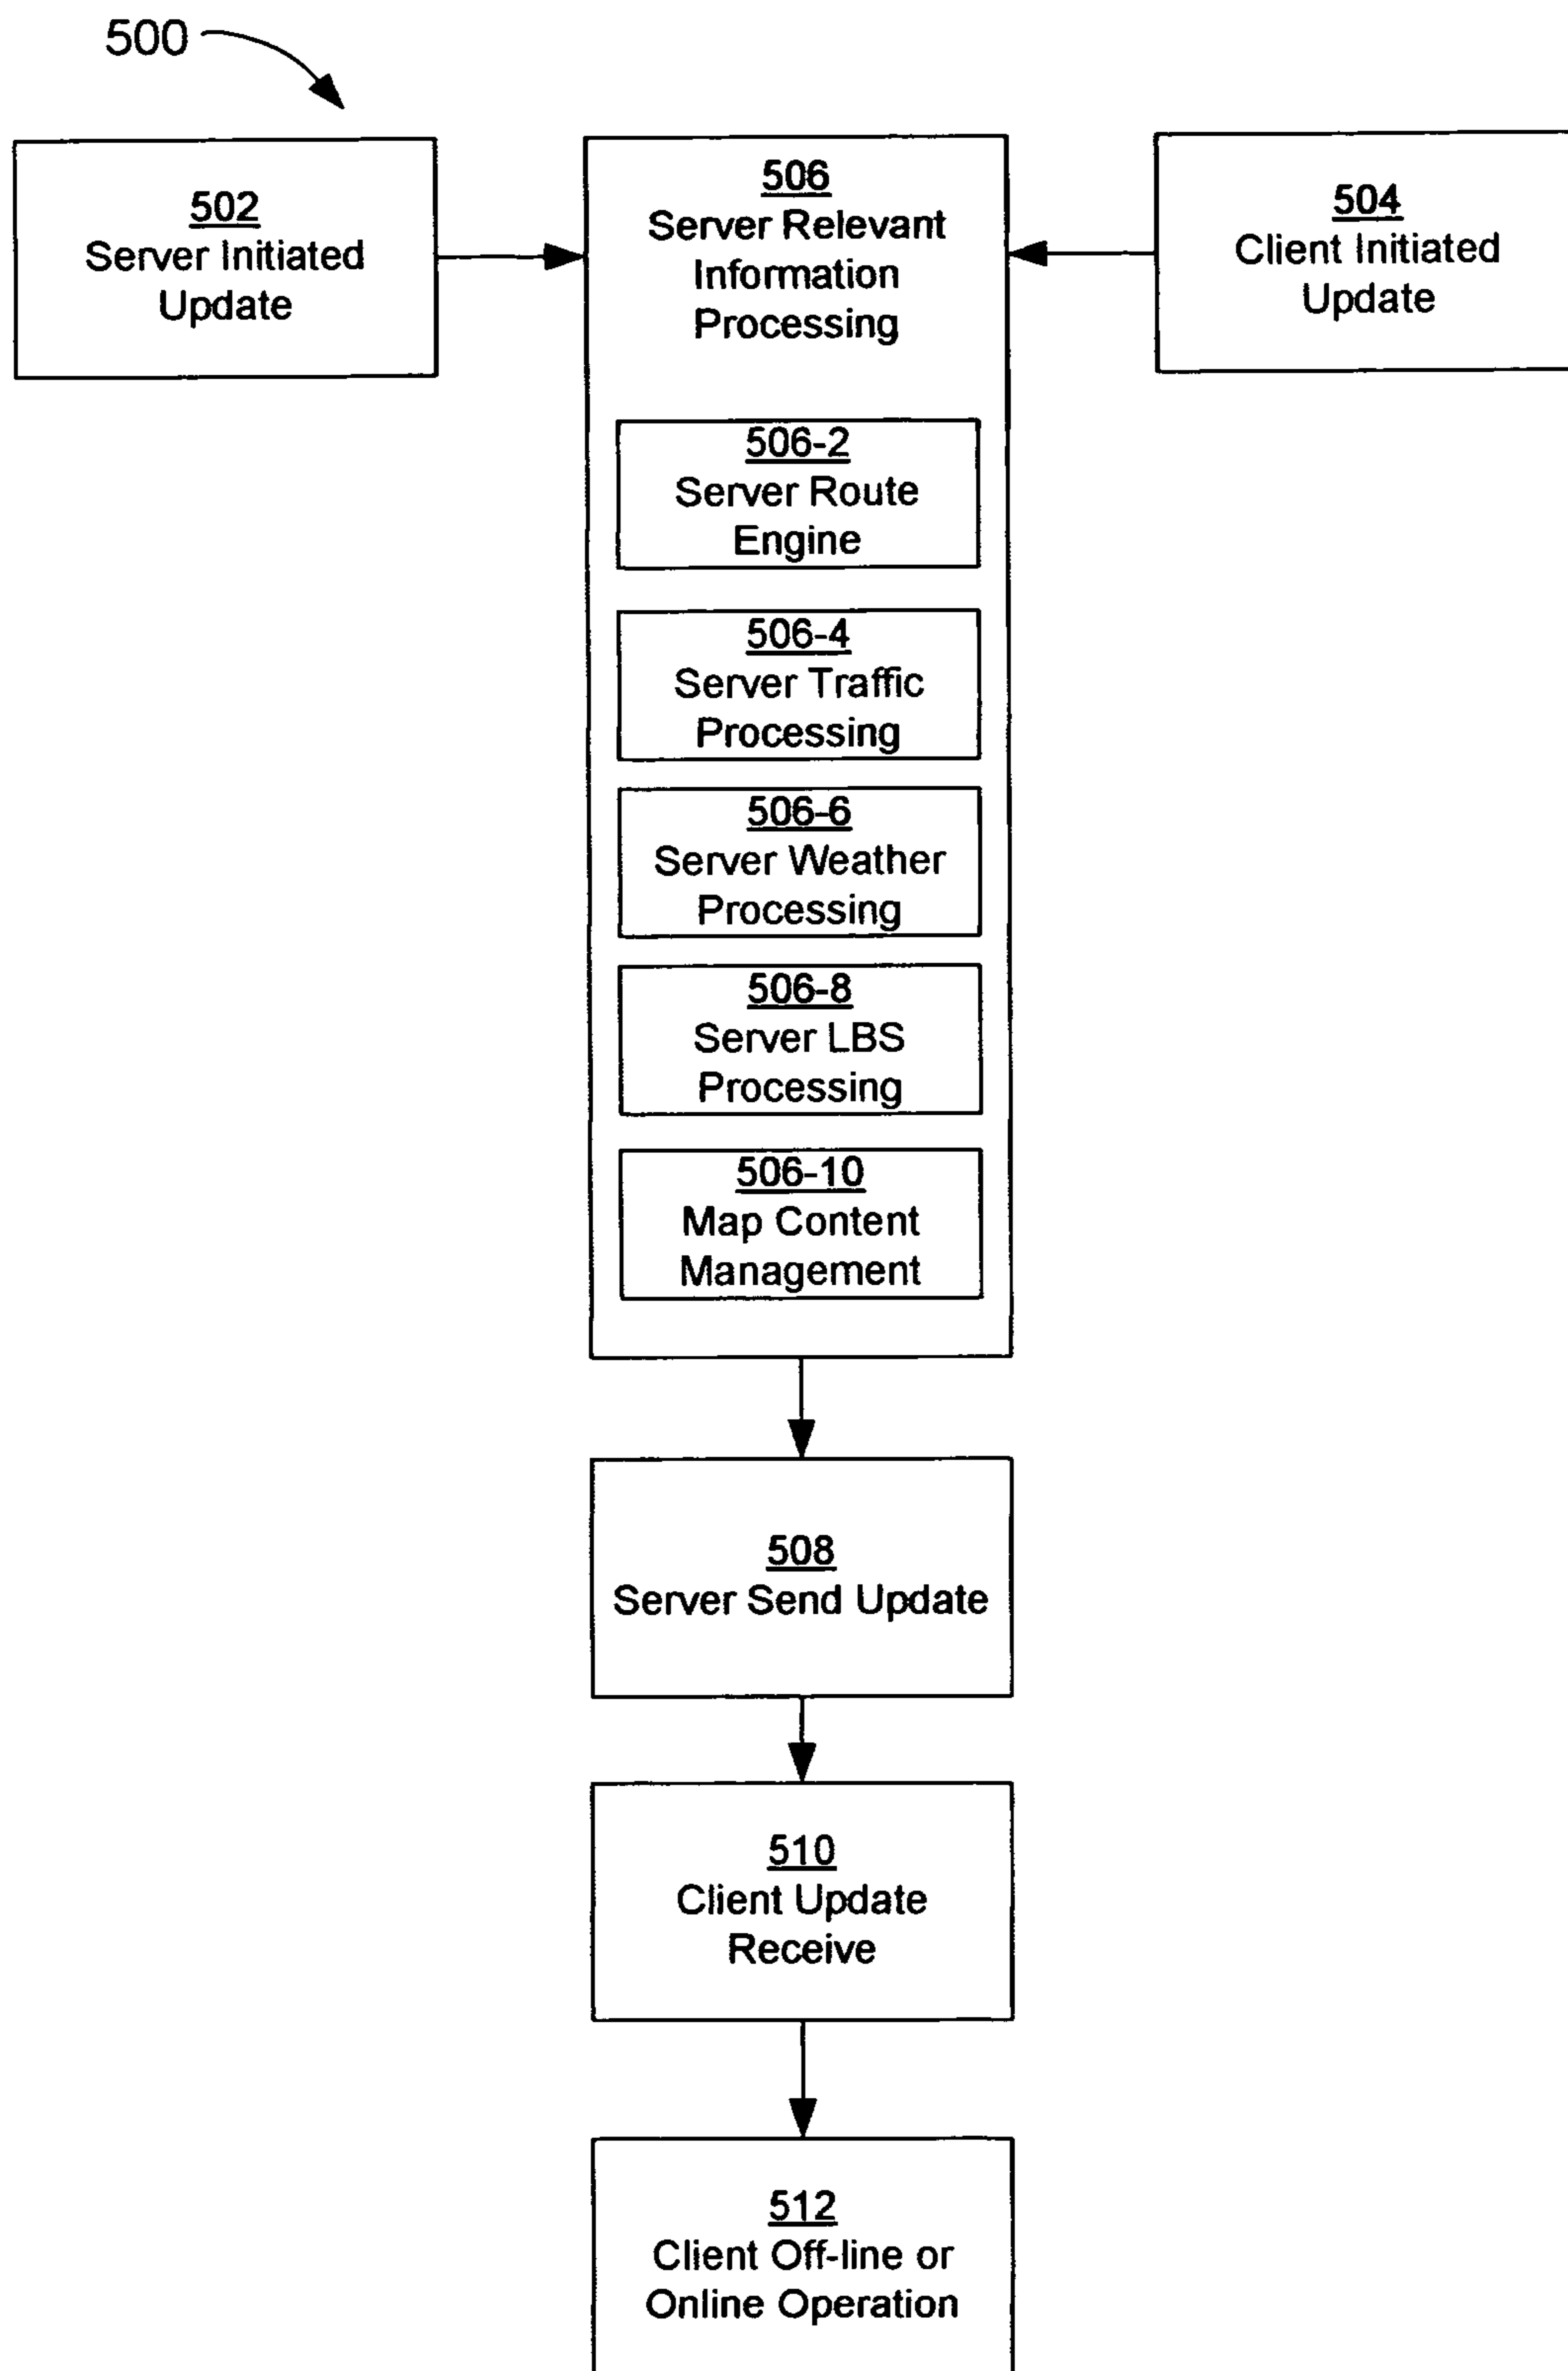 500
502
Server Initiated
Update
506
Server Relevant
Information
Processing
504
Client Initiated
Update
506-2
Server Route
Engine
506-4
Server Traffic
Processing
506-6
Server Weather
Processing
506-8
Server LBS
Processing
506-10
Map Content
Management
508
Server Send Update
510
Client Update
Receive
512
Client Off-line or
Online Operation